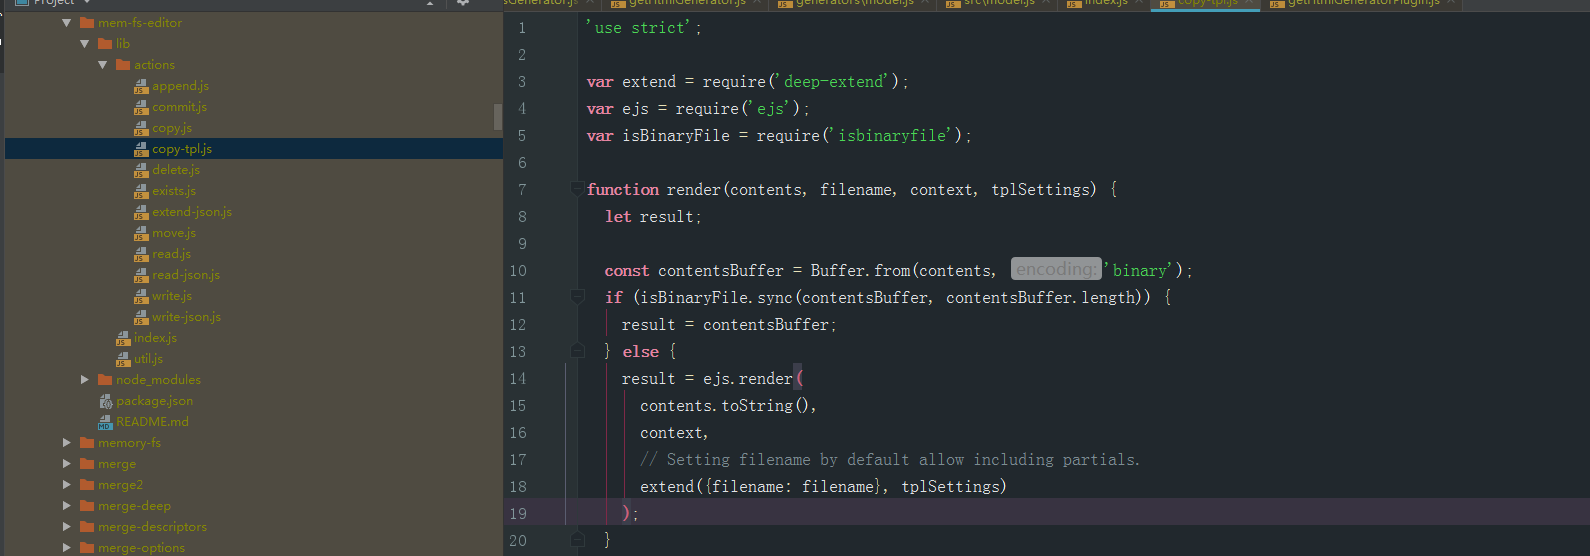 Project
sGenerator.js
getHtmlGenerator.js
generators\model.js
src\model.js
index.js
copy-tpl.js
getHtmlGeneratorPlugin.js
mem-fs-editor
lib
actions
append.js
commit.js
copy.js
copy-tpl.js
delete.js
exists.js
extend-json.js
move.js
read.js
read-json.js
write.js
write-json.js
index.js
util.js
node_modules
package.json
README.md
memory-fs
merge
merge2
merge-deep
merge-descriptors
merge-options
1 'use strict';
2
3 var extend = require('deep-extend');
4 var ejs = require('ejs');
5 var isBinaryFile = require('isbinaryfile');
6
7 function render(contents, filename, context, tplSettings) {
8 let result;
9
10 const contentsBuffer = Buffer.from(contents, encoding: 'binary');
11 if (isBinaryFile.sync(contentsBuffer, contentsBuffer.length)) {
12 result = contentsBuffer;
13 } else {
14 result = ejs.render(
15 contents.toString(),
16 context,
17 // Setting filename by default allow including partials.
18 extend({filename: filename}, tplSettings)
19 );
20 }